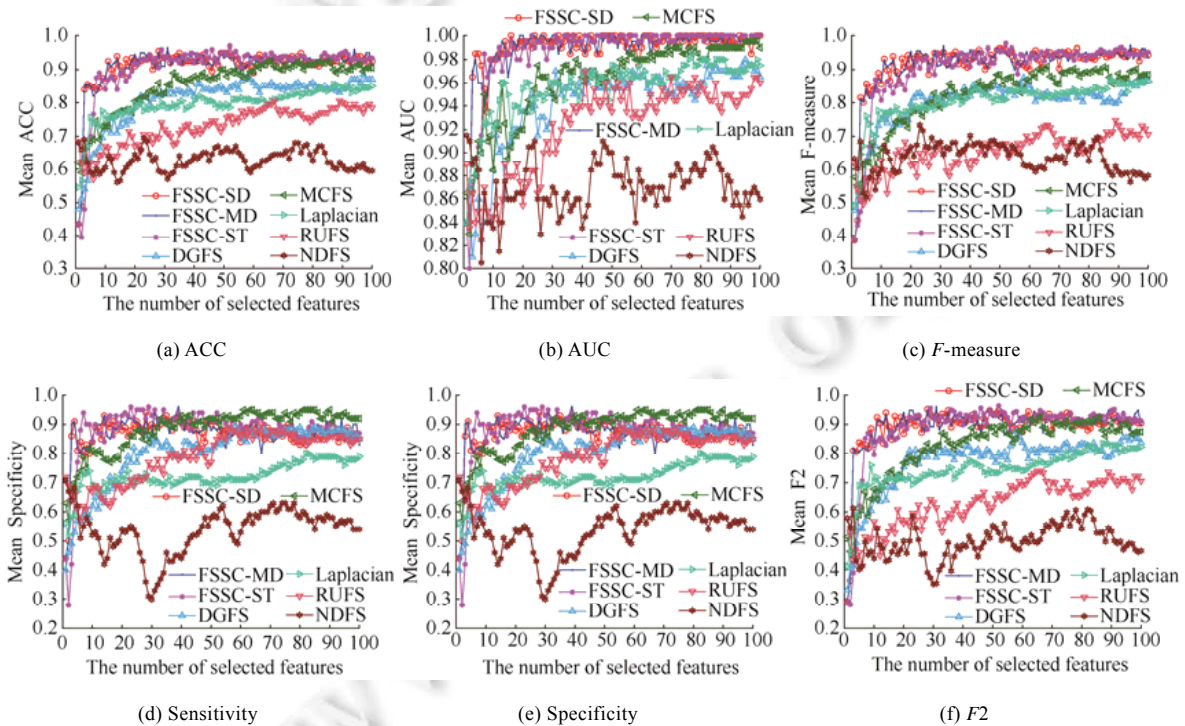 FSSC-SD MCFS
1.0
0.9
0.8
0.7
0.6
0.5
0.4
0.3
Mean ACC
FSSC-SD MCFS
FSSC-MD Laplacian
FSSC-ST RUFS
DGFS NDFS
0 10 20 30 40 50 60 70 80 90 100
The number of selected features
(a) ACC
1.00
0.98
0.96
0.94
0.92
0.90
0.88
0.86
0.84
0.82
0.80
Mean AUC
FSSC-MD Laplacian
FSSC-ST RUFS
DGFS NDFS
0 10 20 30 40 50 60 70 80 90 100
The number of selected features
(b) AUC
1.0
0.9
0.8
0.7
0.6
0.5
0.4
0.3
Mean F-measure
FSSC-SD MCFS
FSSC-MD Laplacian
FSSC-ST RUFS
DGFS NDFS
0 10 20 30 40 50 60 70 80 90 100
The number of selected features
(c) F-measure
1.0
0.9
0.8
0.7
0.6
0.5
0.4
0.3
0.2
Mean Specificity
FSSC-SD MCFS
FSSC-MD Laplacian
FSSC-ST RUFS
DGFS NDFS
0 10 20 30 40 50 60 70 80 90 100
The number of selected features
(d) Sensitivity
1.0
0.9
0.8
0.7
0.6
0.5
0.4
0.3
0.2
Mean Specificity
FSSC-SD MCFS
FSSC-MD Laplacian
FSSC-ST RUFS
DGFS NDFS
0 10 20 30 40 50 60 70 80 90 100
The number of selected features
(e) Specificity
FSSC-SD MCFS
1.0
0.9
0.8
0.7
0.6
0.5
0.4
0.3
0.2
Mean F2
FSSC-MD Laplacian
FSSC-ST RUFS
DGFS NDFS
0 10 20 30 40 50 60 70 80 90 100
The number of selected features
(f) F2